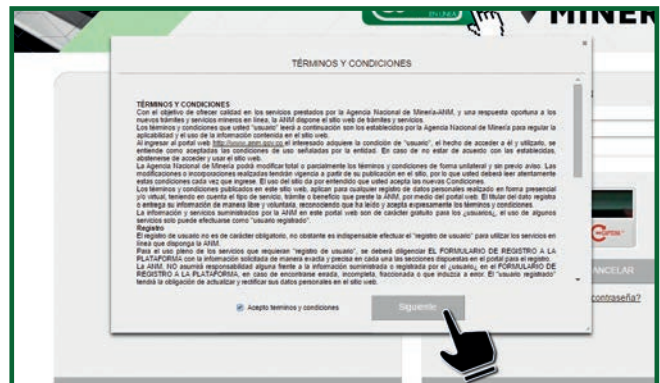 EN LÍNEA
MINER
TÉRMINOS Y CONDICIONES
TÉRMINOS Y CONDICIONES
Con el objetivo de ofrecer calidad en los servicios prestados por la Agencia Nacional de Minería-ANM, y una respuesta oportuna a los
nuevos trámites y servicios mineros en línea, la ANM dispone el sitio web de trámites y servicios.
Los términos y condiciones que usted "usuario" leerá a continuación son los establecidos por la Agencia Nacional de Minería para regular la
aplicabilidad y el uso de la información contenida en el sitio web.
Al ingresar al portal web http://www.anm.gov.co el interesado adquiere la condición de "usuario", el hecho de acceder a él y utilizarlo, se
entiende como aceptadas las condiciones de uso señaladas por la entidad. En caso de no estar de acuerdo con las establecidas,
abstenerse de acceder y usar el sitio web.
La Agencia Nacional de Minería podrá modificar total o parcialmente los términos y condiciones de forma unilateral y sin previo aviso. Las
modificaciones o incorporaciones realizadas tendrán vigencia a partir de su publicación en el sitio, por lo que usted deberá leer atentamente
estas condiciones cada vez que ingrese. El uso del sitio da por entendido que usted acepta las nuevas Condiciones.
Los términos y condiciones publicados en este sitio web, aplican para cualquier registro de datos personales realizado en forma presencial
y/o virtual, teniendo en cuenta el tipo de servicio, trámite o beneficio que preste la ANM, por medio del portal web. El titular del dato registra
o entrega su información de manera libre y voluntaria, reconociendo que ha leído y acepta expresamente los términos y condiciones.
La información y servicios suministrados por la ANM en este portal web son de carácter gratuito para los ¿usuarios¿, el uso de algunos
servicios solo puede efectuarse como "usuario registrado".
Registro
El registro de usuario no es de carácter obligatorio, no obstante es indispensable efectuar el "registro de usuario" para utilizar los servicios en
línea que disponga la ANM.
Para el uso pleno de los servicios que requieran "registro de usuario", se deberá diligenciar EL FORMULARIO DE REGISTRO A LA
PLATAFORMA con la información solicitada de manera exacta y precisa en cada una las secciones dispuestas en el portal para el registro.
La ANM, NO asumirá responsabilidad alguna frente a la información suministrada o registrada por el ¿usuario¿ en el FORMULARIO DE
REGISTRO A LA PLATAFORMA, en caso de encontrarse errada, incompleta, fraccionada o que induzca a error. El "usuario registrado"
tendrá la obligación de actualizar y rectificar sus datos personales en el sitio web.
Acepto terminos y condiciones
Siguiente
ANCELAR
contraseña?